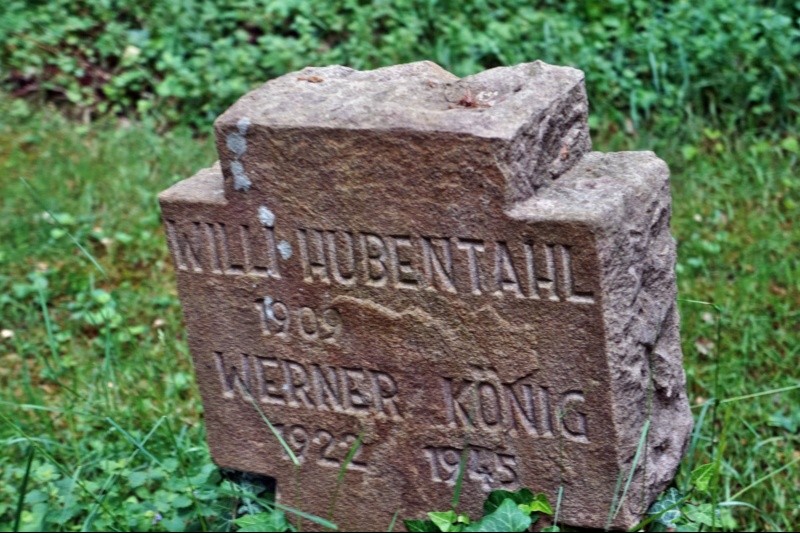 WILLI HUBENTAHL
1909
WERNER KÖNIG
1922 1945